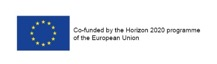 Co-funded by the Horizon 2020 programme
of the European Union